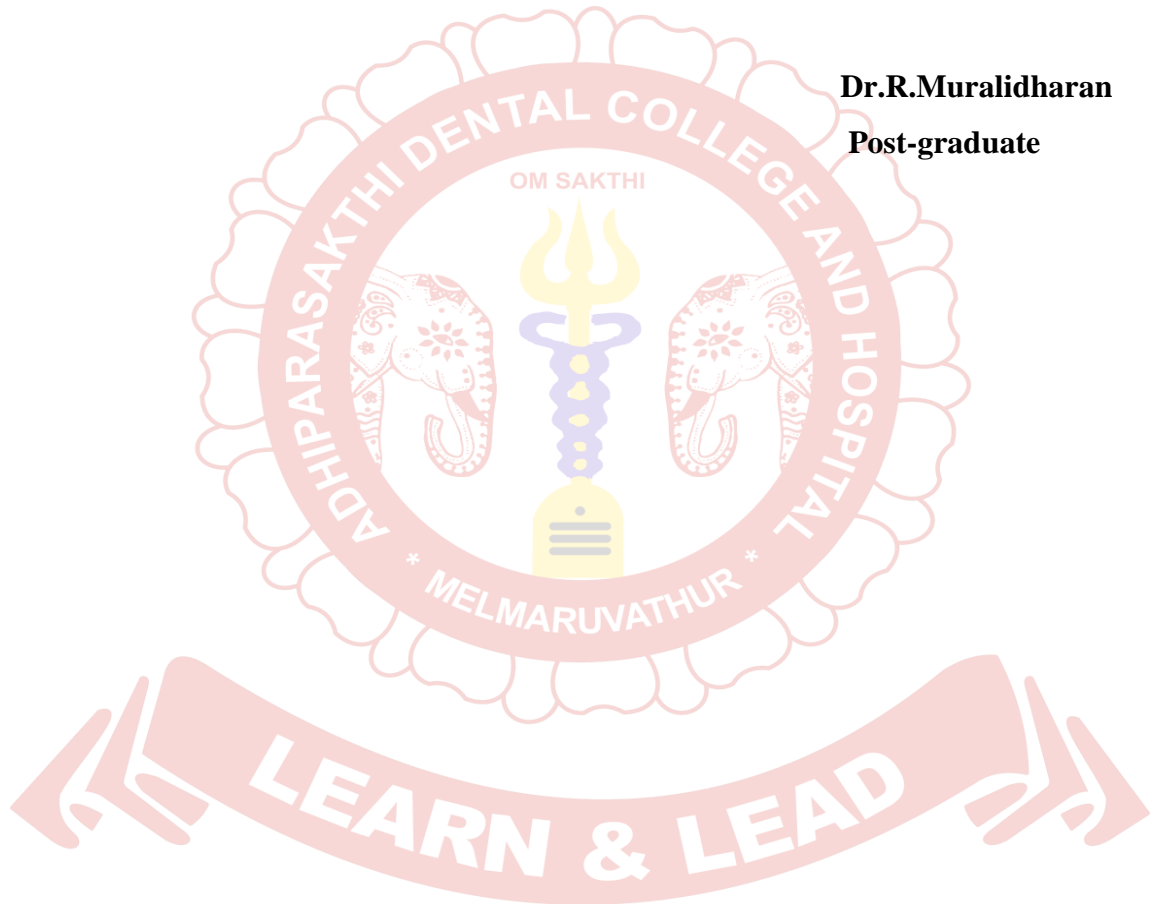 Dr.R.Muralidharan
Post-graduate
ADHIPARASAKTHI DENTAL COLLEGE AND HOSPITAL
OM SAKTHI
* MELMARUVATHUR *
LEARN & LEAD